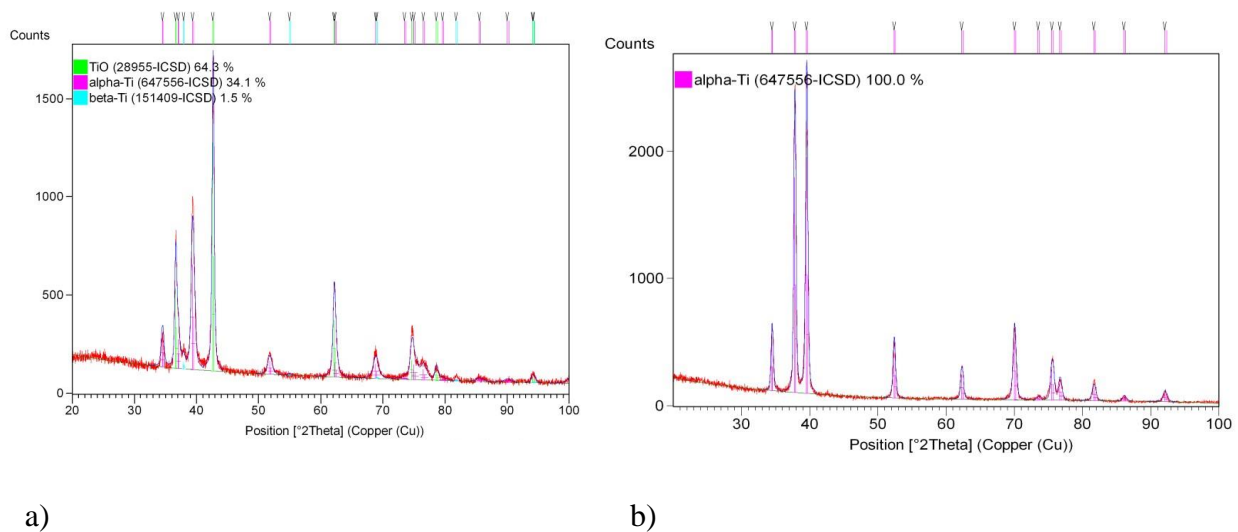 Counts
TiO (28955-ICSD) 64.3 %
alpha-Ti (647556-ICSD) 34.1 %
beta-Ti (151409-ICSD) 1.5 %
1500
1000
500
0
20 30 40 50 60 70 80 90 100
Position [°2Theta] (Copper (Cu))
a)
Counts
alpha-Ti (647556-ICSD) 100.0 %
2000
1000
0
30 40 50 60 70 80 90 100
Position [°2Theta] (Copper (Cu))
b)